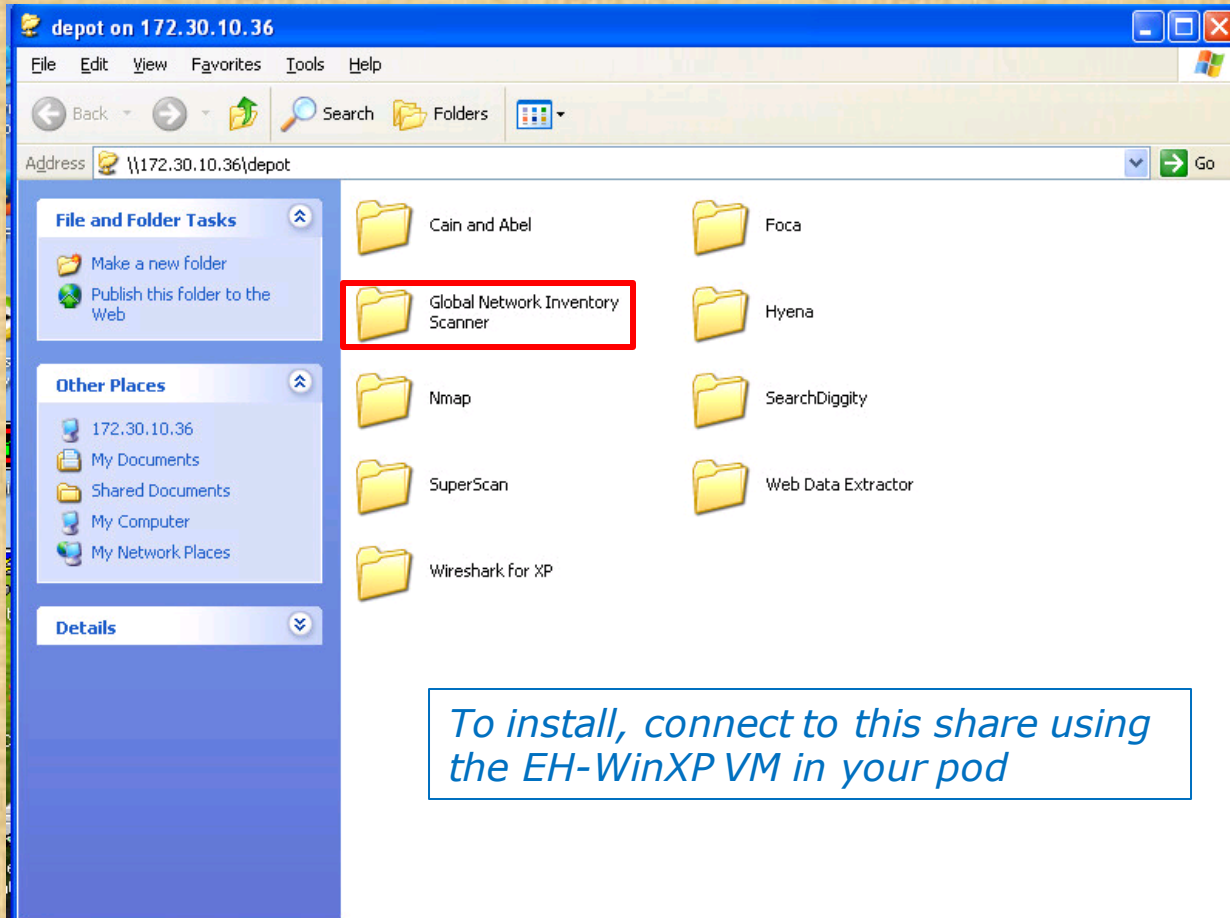 depot on 172.30.10.36
File Edit View Favorites Tools Help
Back Search Folders
Address \\172.30.10.36\depot Go
File and Folder Tasks
Make a new folder
Publish this folder to the
Web
Other Places
172.30.10.36
My Documents
Shared Documents
My Computer
My Network Places
Details
Cain and Abel
Foca
Global Network Inventory
Scanner
Hyena
Nmap
SearchDiggity
SuperScan
Web Data Extractor
Wireshark for XP
To install, connect to this share using
the EH-WinXP VM in your pod